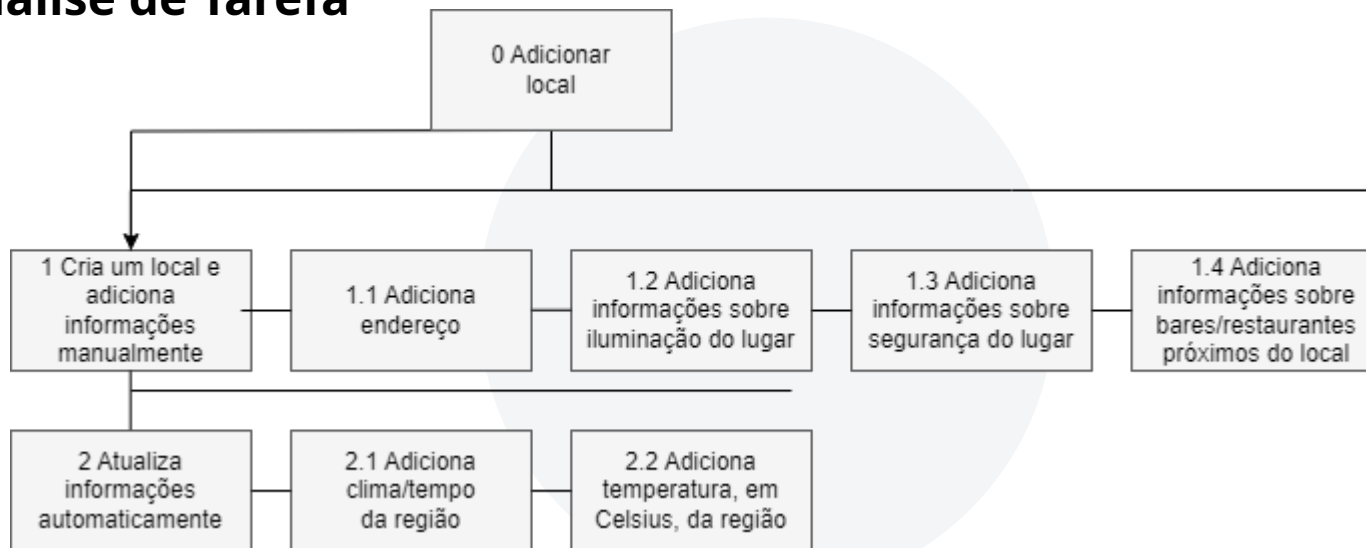 nálise de Tarefa
0 Adicionar
local
1 Cria um local e
adiciona
informações
manualmente
1.1 Adiciona
endereço
1.2 Adiciona
informações sobre
iluminação do lugar
1.3 Adiciona
informações sobre
segurança do lugar
1.4 Adiciona
informações sobre
bares/restaurantes
próximos do local
2 Atualiza
informações
automaticamente
2.1 Adiciona
clima/tempo
da região
2.2 Adiciona
temperatura, em
Celsius, da região